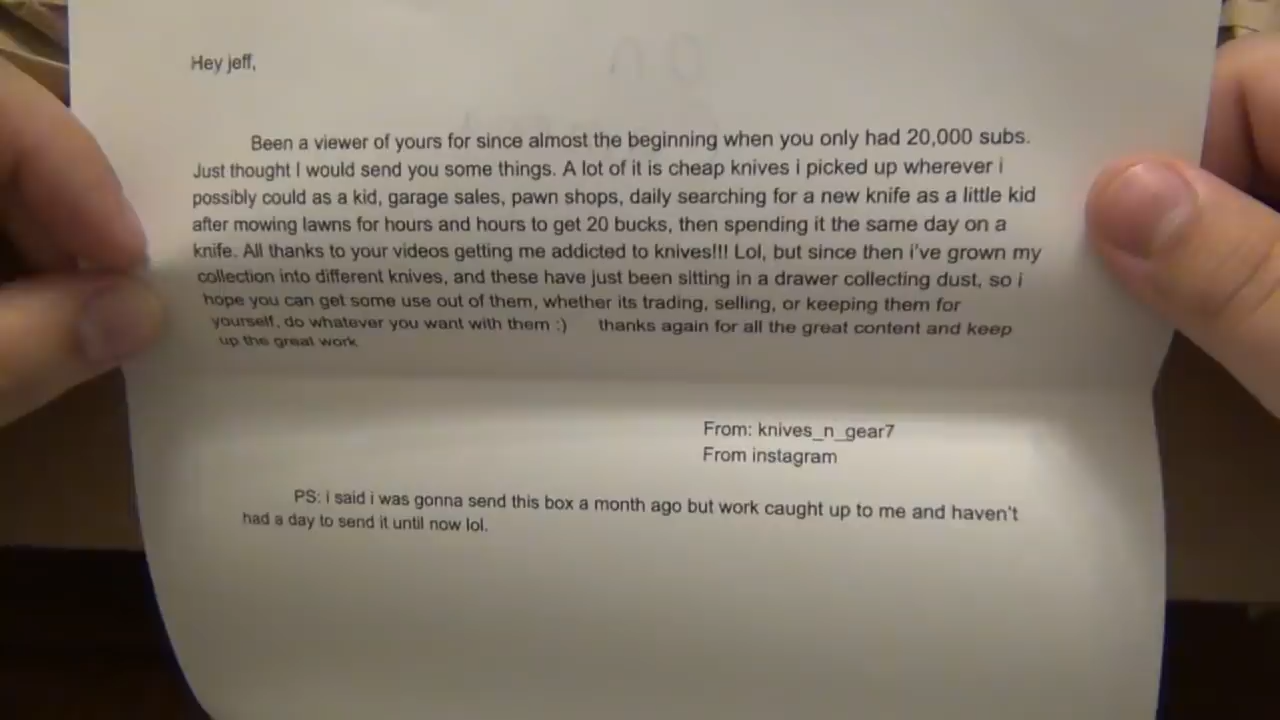 Hey jeff,
Been a viewer of yours for since almost the beginning when you only had 20,000 subs.
Just thought I would send you some things. A lot of it is cheap knives i picked up wherever i
possibly could as a kid, garage sales, pawn shops, daily searching for a new knife as a little kid
after mowing lawns for hours and hours to get 20 bucks, then spending it the same day on a
knife. All thanks to your videos getting me addicted to knives!!! Lol, but since then i've grown my
collection into different knives, and these have just been sitting in a drawer collecting dust, so i
hope you can get some use out of them, whether its trading, selling, or keeping them for
yourself, do whatever you want with them :) thanks again for all the great content and keep
up the great work
From: knives_n_gear7
From instagram
PS: i said i was gonna send this box a month ago but work caught up to me and haven't
had a day to send it until now lol.